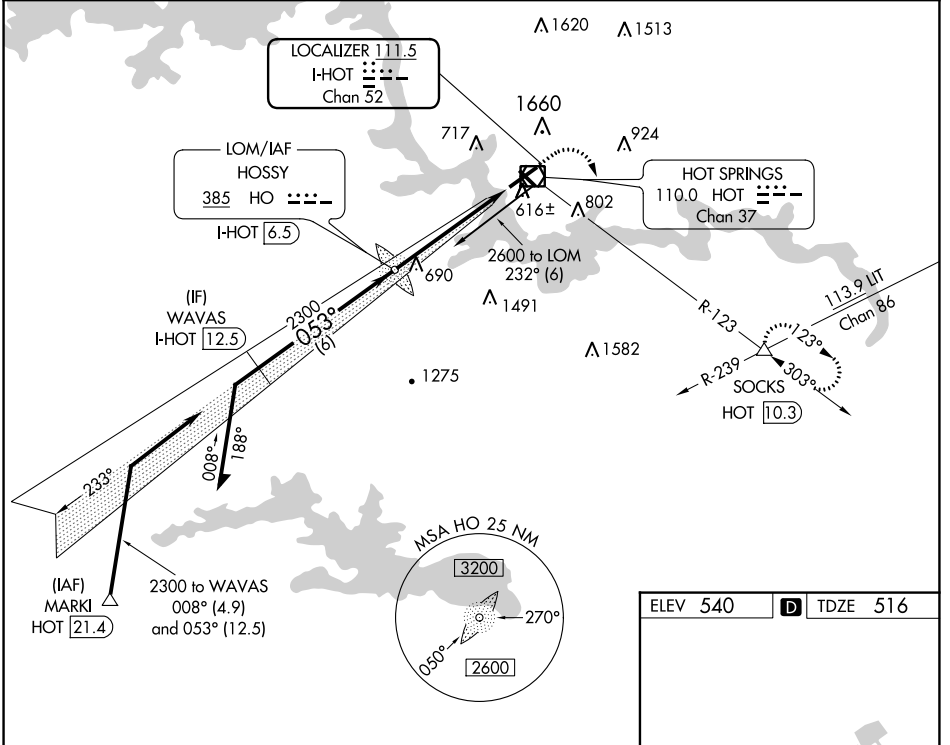 1620
1513
LOCALIZER 111.5
I-HOT
Chan 52
1660
717
924
LOM/IAF
HOSSY
385 HO
I-HOT 6.5
HOT SPRINGS
110.0 HOT
Chan 37
616±
802
2600 to LOM
232° (6)
690
1491
(IF)
WAVAS
I-HOT 12.5
2300
053°
(6)
113.9 LIT
Chan 86
R-123
1582
123°
R-239
303°
SOCKS
HOT 10.3
1275
008°
188°
233°
(IAF)
MARKI
HOT 21.4
2300 to WAVAS
008° (4.9)
and 053° (12.5)
MSA HO 25 NM
3200
270°
050°
2600
ELEV 540 D TDZE 516